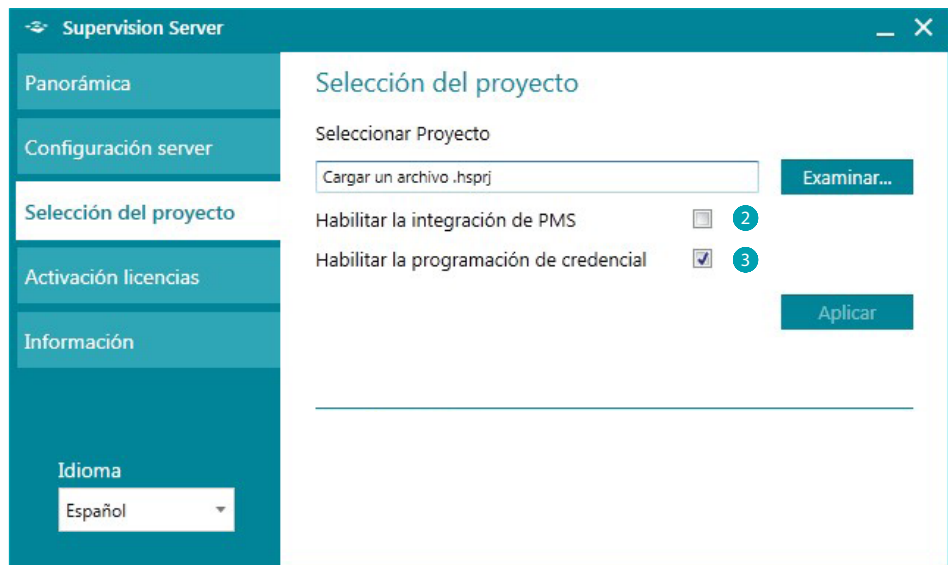 Supervision Server
Panorámica
Configuración server
Selección del proyecto
Activación licencias
Información
Idioma
Español
Selección del proyecto
Seleccionar Proyecto
Cargar un archivo .hsprj
Examinar...
Habilitar la integración de PMS 2
Habilitar la programación de credencial 3
Aplicar